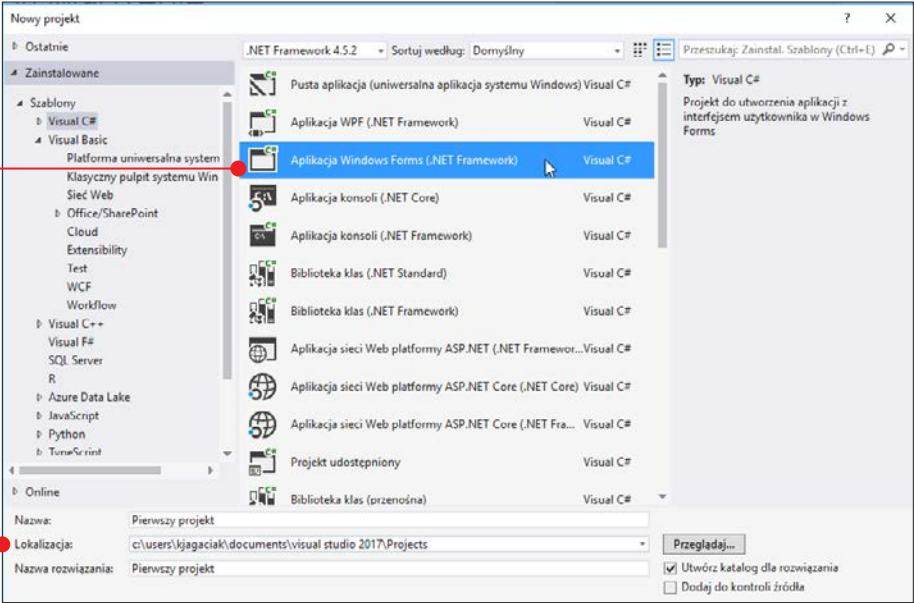 Nowy projekt
Ostatnie
.NET Framework 4.5.2
Sortuj według: Domyślny
Przeszukaj: Zainstal. Szablony (Ctrl+E)
Zainstalowane
Szablony
Visual C#
Visual Basic
Platforma uniwersalna system
Klasyczny pulpit systemu Win
Sieć Web
Office/SharePoint
Cloud
Extensibility
Test
WCF
Workflow
Visual C++
Visual F#
SQL Server
R
Azure Data Lake
JavaScript
Python
TypeScript
Online
Pusta aplikacja (uniwersalna aplikacja systemu Windows) Visual C#
Aplikacja WPF (.NET Framework) Visual C#
Aplikacja Windows Forms (.NET Framework) Visual C#
Aplikacja konsoli (.NET Core) Visual C#
Aplikacja konsoli (.NET Framework) Visual C#
Biblioteka klas (.NET Standard) Visual C#
Biblioteka klas (.NET Framework) Visual C#
Aplikacja sieci Web platformy ASP.NET (.NET Framewor... Visual C#
Aplikacja sieci Web platformy ASP.NET Core (.NET Core) Visual C#
Aplikacja sieci Web platformy ASP.NET Core (.NET Fra... Visual C#
Projekt udostępniony Visual C#
Biblioteka klas (przenośna) Visual C#
Typ: Visual C#
Projekt do utworzenia aplikacji z
interfejsem użytkownika w Windows
Forms
Nazwa: Pierwszy projekt
Lokalizacja: c:\users\kjagaciak\documents\visual studio 2017\Projects
Przeglądaj...
Nazwa rozwiązania: Pierwszy projekt
Utwórz katalog dla rozwiązania
Dodaj do kontroli źródła